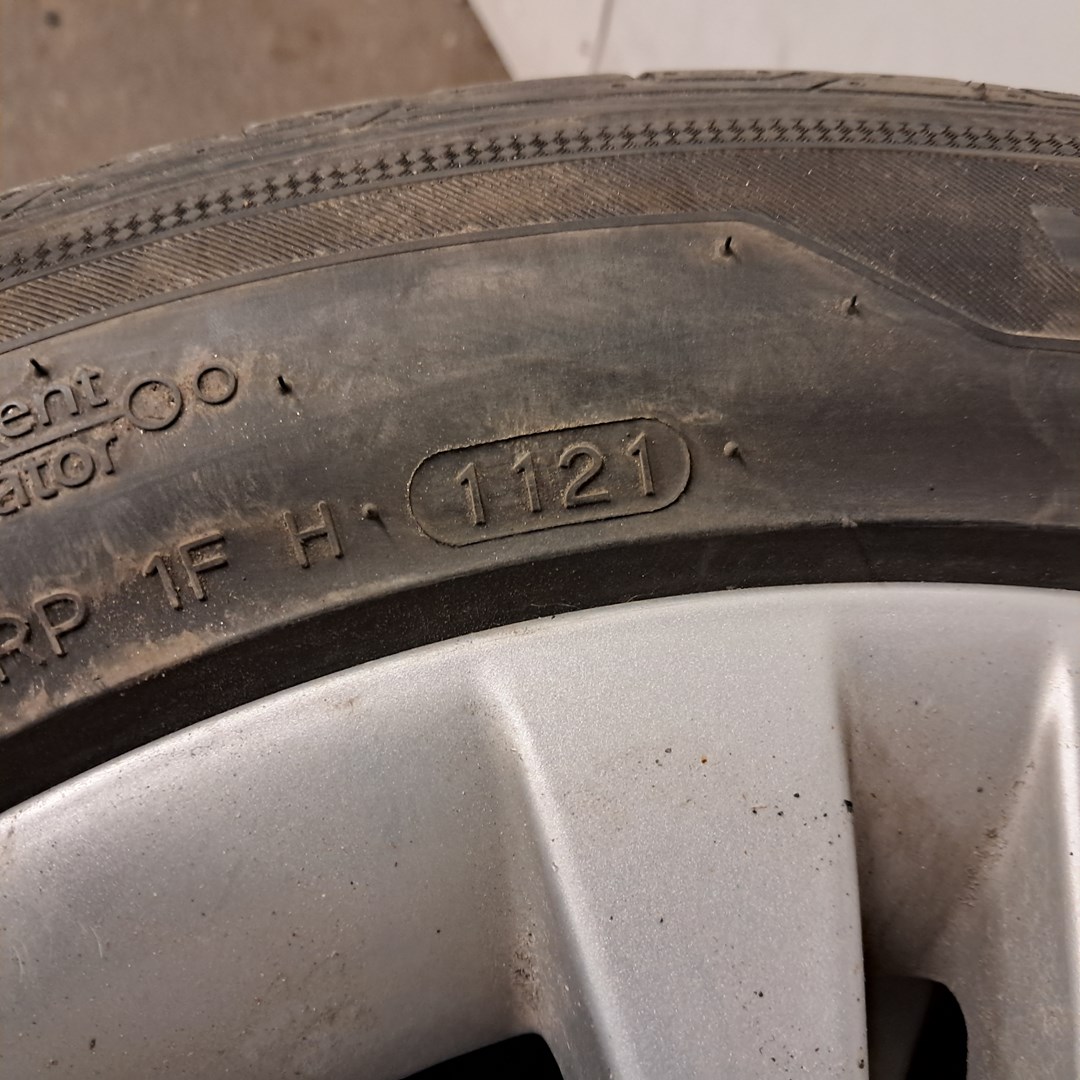 ent
ator
RP 1F H 1121